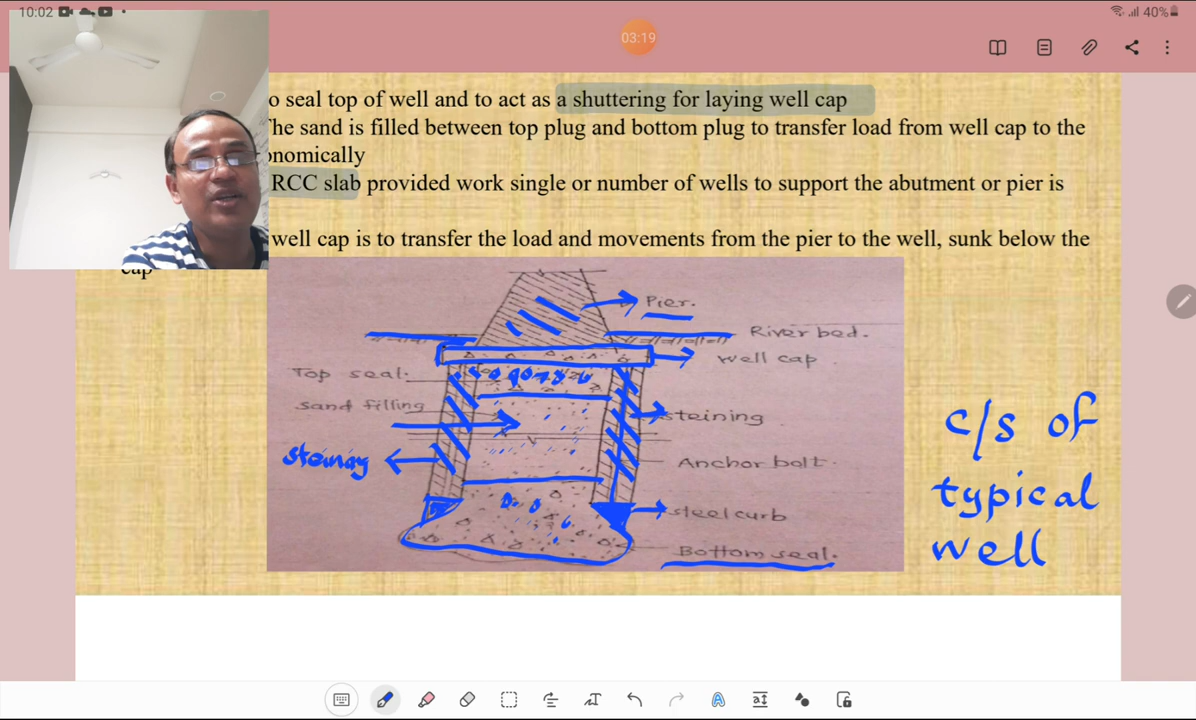 10:02
40%
03:19
o seal top of well and to act as a shuttering for laying well cap
The sand is filled between top plug and bottom plug to transfer load from well cap to the
onomically
RCC slab provided work single or number of wells to support the abutment or pier is
well cap is to transfer the load and movements from the pier to the well, sunk below the
cap
Pier.
River bed.
well cap
Top seal.
sand filling
steining
steining
Anchor bolt.
steel curb
Bottom seal.
c/s of
typical
well